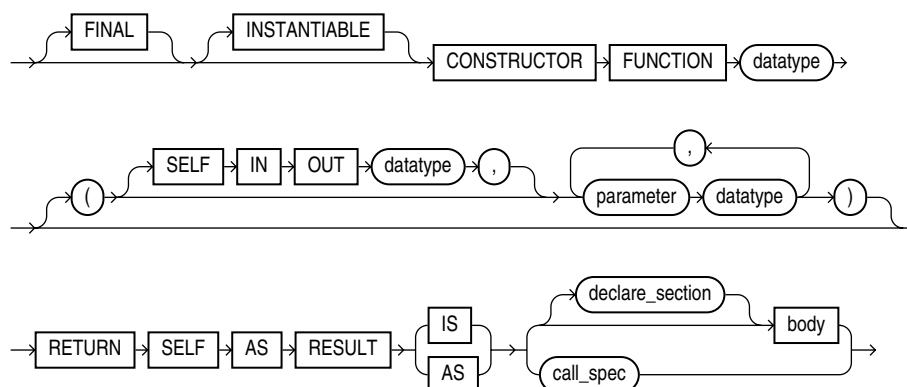 FINAL INSTANTIABLE
CONSTRUCTOR FUNCTION datatype
SELF IN OUT datatype , ,
( parameter datatype )
declare_section
IS body
RETURN SELF AS RESULT
AS call_spec